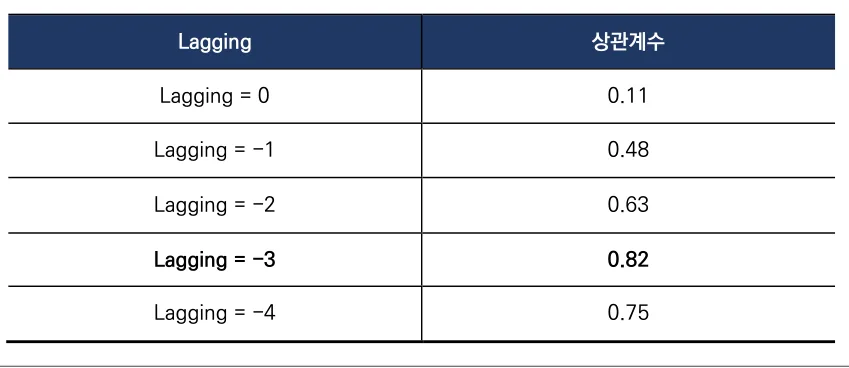 Lagging 상관계수
Lagging = 0 0.11
Lagging = -1 0.48
Lagging = -2 0.63
Lagging = -3 0.82
Lagging = -4 0.75